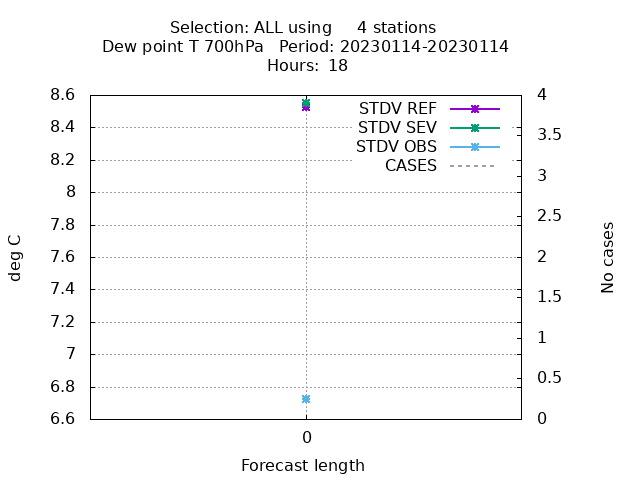 Selection: ALL using     4 stations
Dew point T 700hPa   Period: 20230114-20230114
Hours:  18
8.6
8.4
8.2
8
7.8
7.6
7.4
7.2
7
6.8
6.6
deg C
STDV REF
STDV SEV
STDV OBS
CASES
4
3.5
3
2.5
2
1.5
1
0.5
0
No cases
0
Forecast length